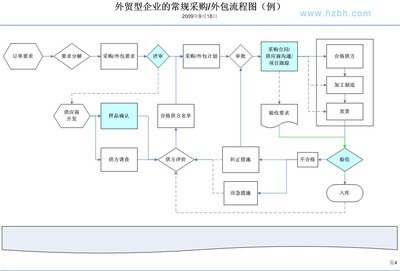 外贸型企业的常规采购/外包流程图（例）
2009年9月18日
www.hzbh.com
订单要求
要求分解
采购/外包要求
评审
采购/外包计划
审批
采购合同/
供应商沟通/
项目跟踪
合格供方
加工制造
发货
供应商
开发
样品确认
合格供方名单
验收要求
供方调查
供方评价
纠正措施
不合格
验收
应急措施
入库
页4